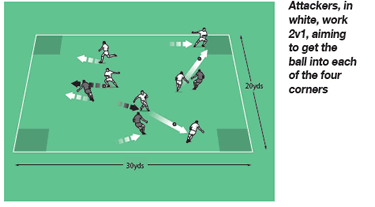 Attackers, in
white, work
2v1, aiming
to get the
ball into each
of the four
corners
20yds
30yds